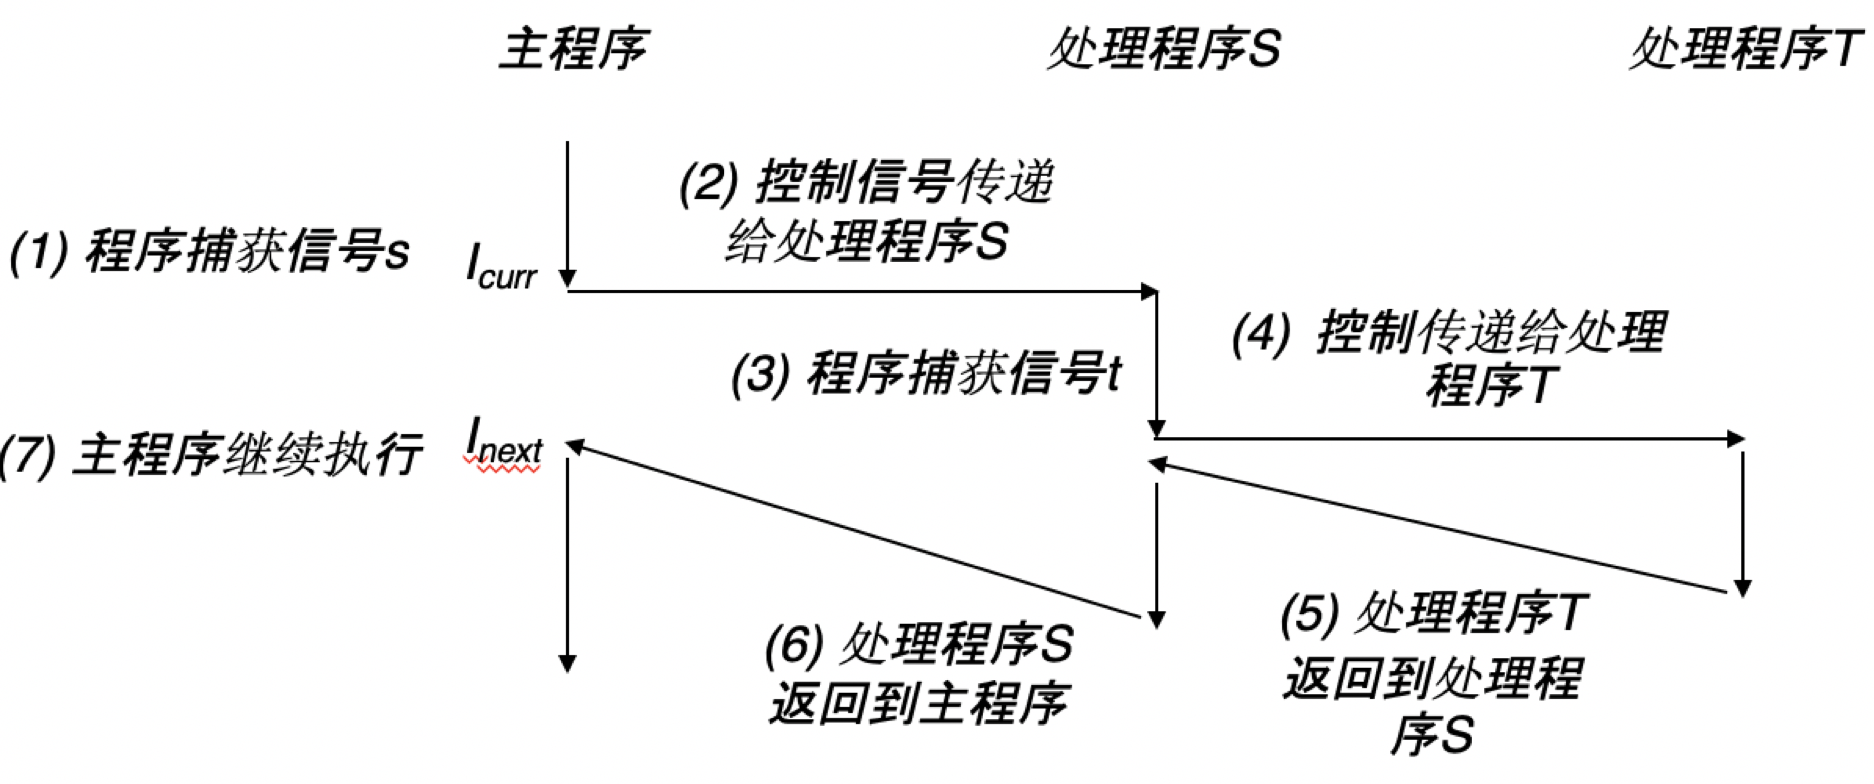 主程序
处理程序S
处理程序T
(2) 控制信号传递
给处理程序S
(1) 程序捕获信号s
Icurr
(4) 控制传递给处理
程序T
(3) 程序捕获信号t
(7) 主程序继续执行
Inext
(5) 处理程序T
返回到处理程
序S
(6) 处理程序S
返回到主程序